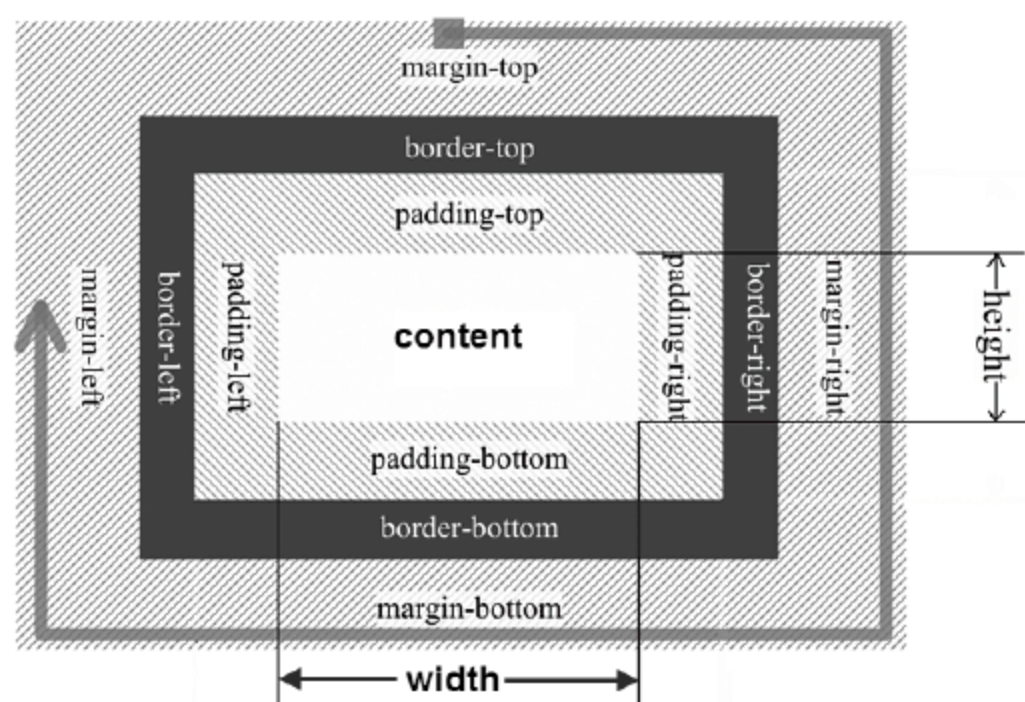 margin-top
border-top
padding-top
margin-left
border-left
padding-left
content
padding-right
border-right
margin-right
height
padding-bottom
border-bottom
margin-bottom
width